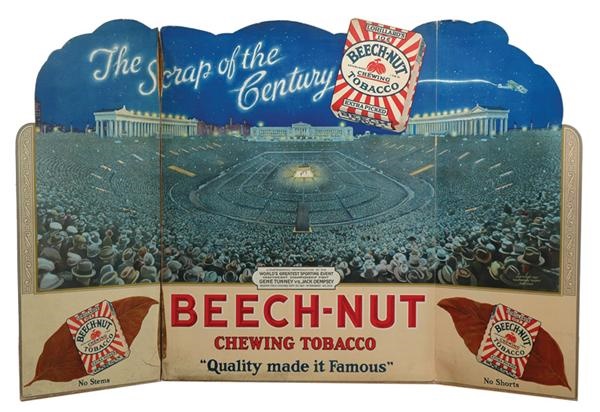 The Scrap of the
Century
LORILLARD'S
BEECH-NUT
CHEWING
TOBACCO
EXTRA PICKED
WORLD'S GREATEST SPORTING EVENT
GENE TUNNEY VS. JACK DEMPSEY
BEECH-NUT
CHEWING TOBACCO
"Quality made it Famous"
BEECH-NUT
TOBACCO
No Stems
BEECH-NUT
TOBACCO
No Shorts